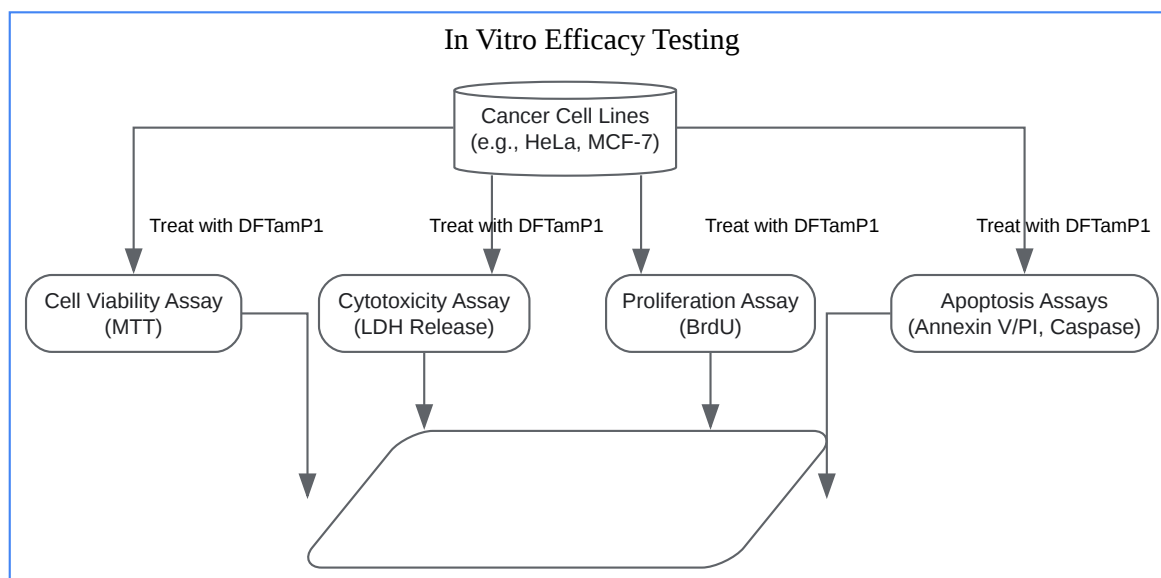 In Vitro Efficacy Testing
Cancer Cell Lines
(e.g., HeLa, MCF-7)
Treat with DFTamP1
Treat with DFTamP1
Treat with DFTamP1
Treat with DFTamP1
Cell Viability Assay
(MTT)
Cytotoxicity Assay
(LDH Release)
Proliferation Assay
(BrdU)
Apoptosis Assays
(Annexin V/PI, Caspase)